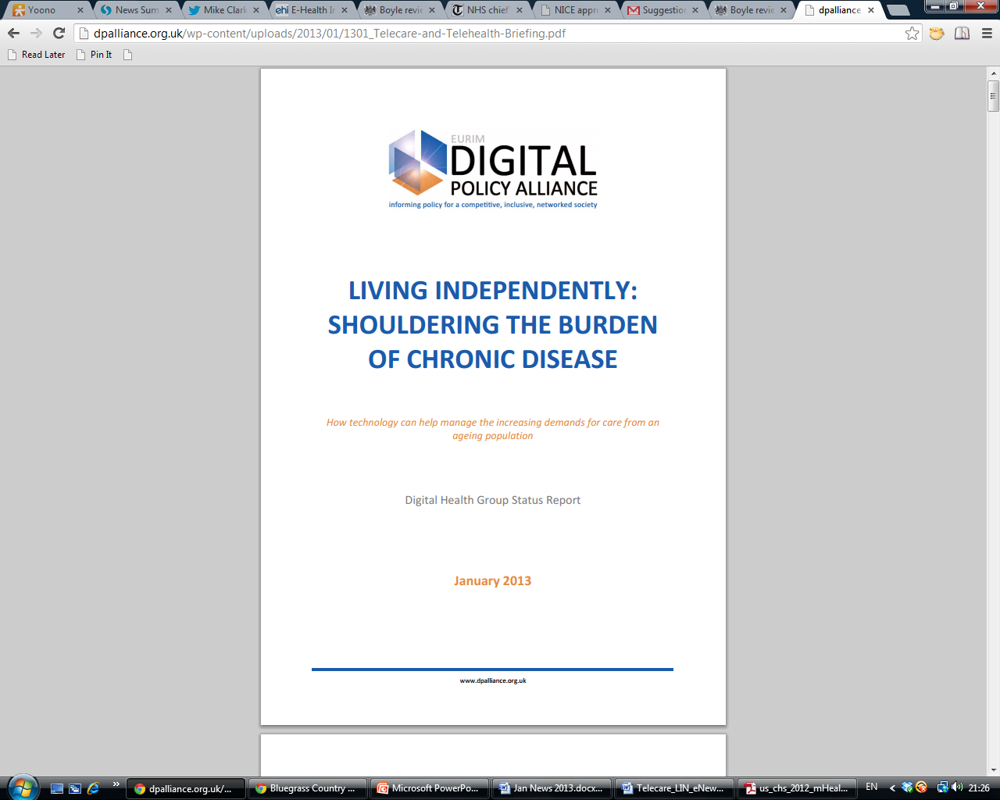 Yoono
News Sum
Mike Clark
E-Health In
Boyle revie
NHS chief
NICE appr
Suggestion
Boyle revie
dpalliance.
dpalliance.org.uk/wp-content/uploads/2013/01/1301_Telecare-and-Telehealth-Briefing.pdf
Read Later
Pin It
EURIM
DIGITAL
POLICY ALLIANCE
informing policy for a competitive, inclusive, networked society
LIVING INDEPENDENTLY:
SHOULDERING THE BURDEN
OF CHRONIC DISEASE
How technology can help manage the increasing demands for care from an
ageing population
Digital Health Group Status Report
January 2013
www.dpalliance.org.uk
dpalliance.org.uk/...
Bluegrass Country ...
Microsoft PowerPo...
Jan News 2013.docx...
Telecare_LIN_eNew...
us_chs_2012_mHeal...
EN
21:26